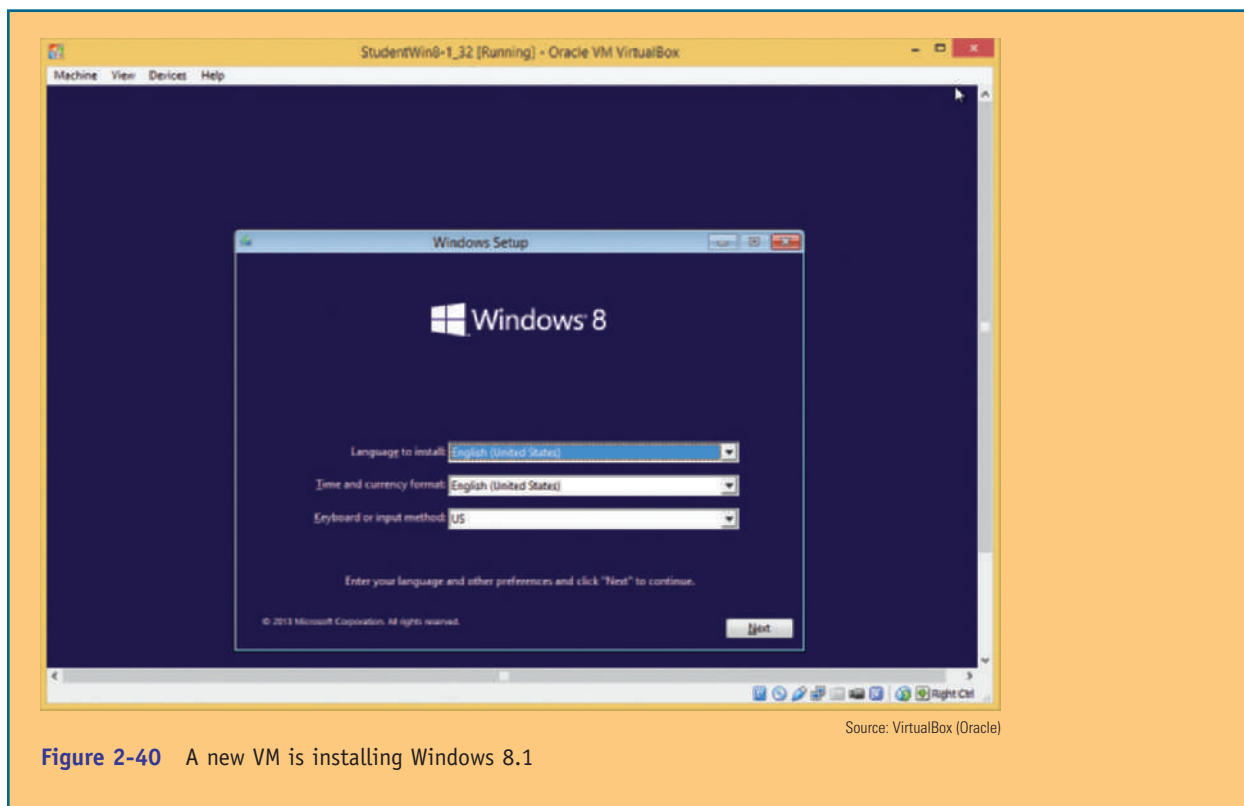 StudentWin8-1_32 [Running] - Oracle VM VirtualBox
Machine View Devices Help
Windows Setup
Windows 8
Language to install: English (United States)
Time and currency format: English (United States)
Keyboard or input method: US
Enter your language and other preferences and click "Next" to continue.
© 2013 Microsoft Corporation. All rights reserved.
Next
Right Ctrl
Source: VirtualBox (Oracle)
Figure 2-40 A new VM is installing Windows 8.1